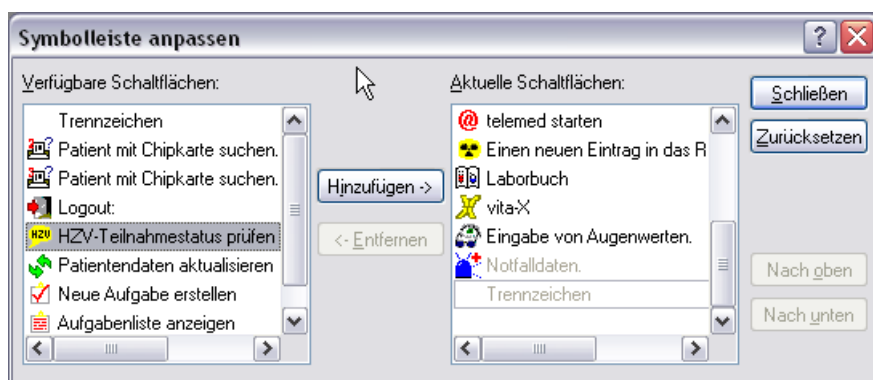 Symbolleiste anpassen
Verfügbare Schaltflächen:
Trennzeichen
Patient mit Chipkarte suchen.
Patient mit Chipkarte suchen.
Logout:
HZV HZV-Teilnahmestatus prüfen
Patientendaten aktualisieren
Neue Aufgabe erstellen
Aufgabenliste anzeigen
Hinzufügen ->
<- Entfernen
Aktuelle Schaltflächen:
telemed starten
Einen neuen Eintrag in das R
Laborbuch
vita-X
Eingabe von Augenwerten.
Notfalldaten.
Trennzeichen
Schließen
Zurücksetzen
Nach oben
Nach unten